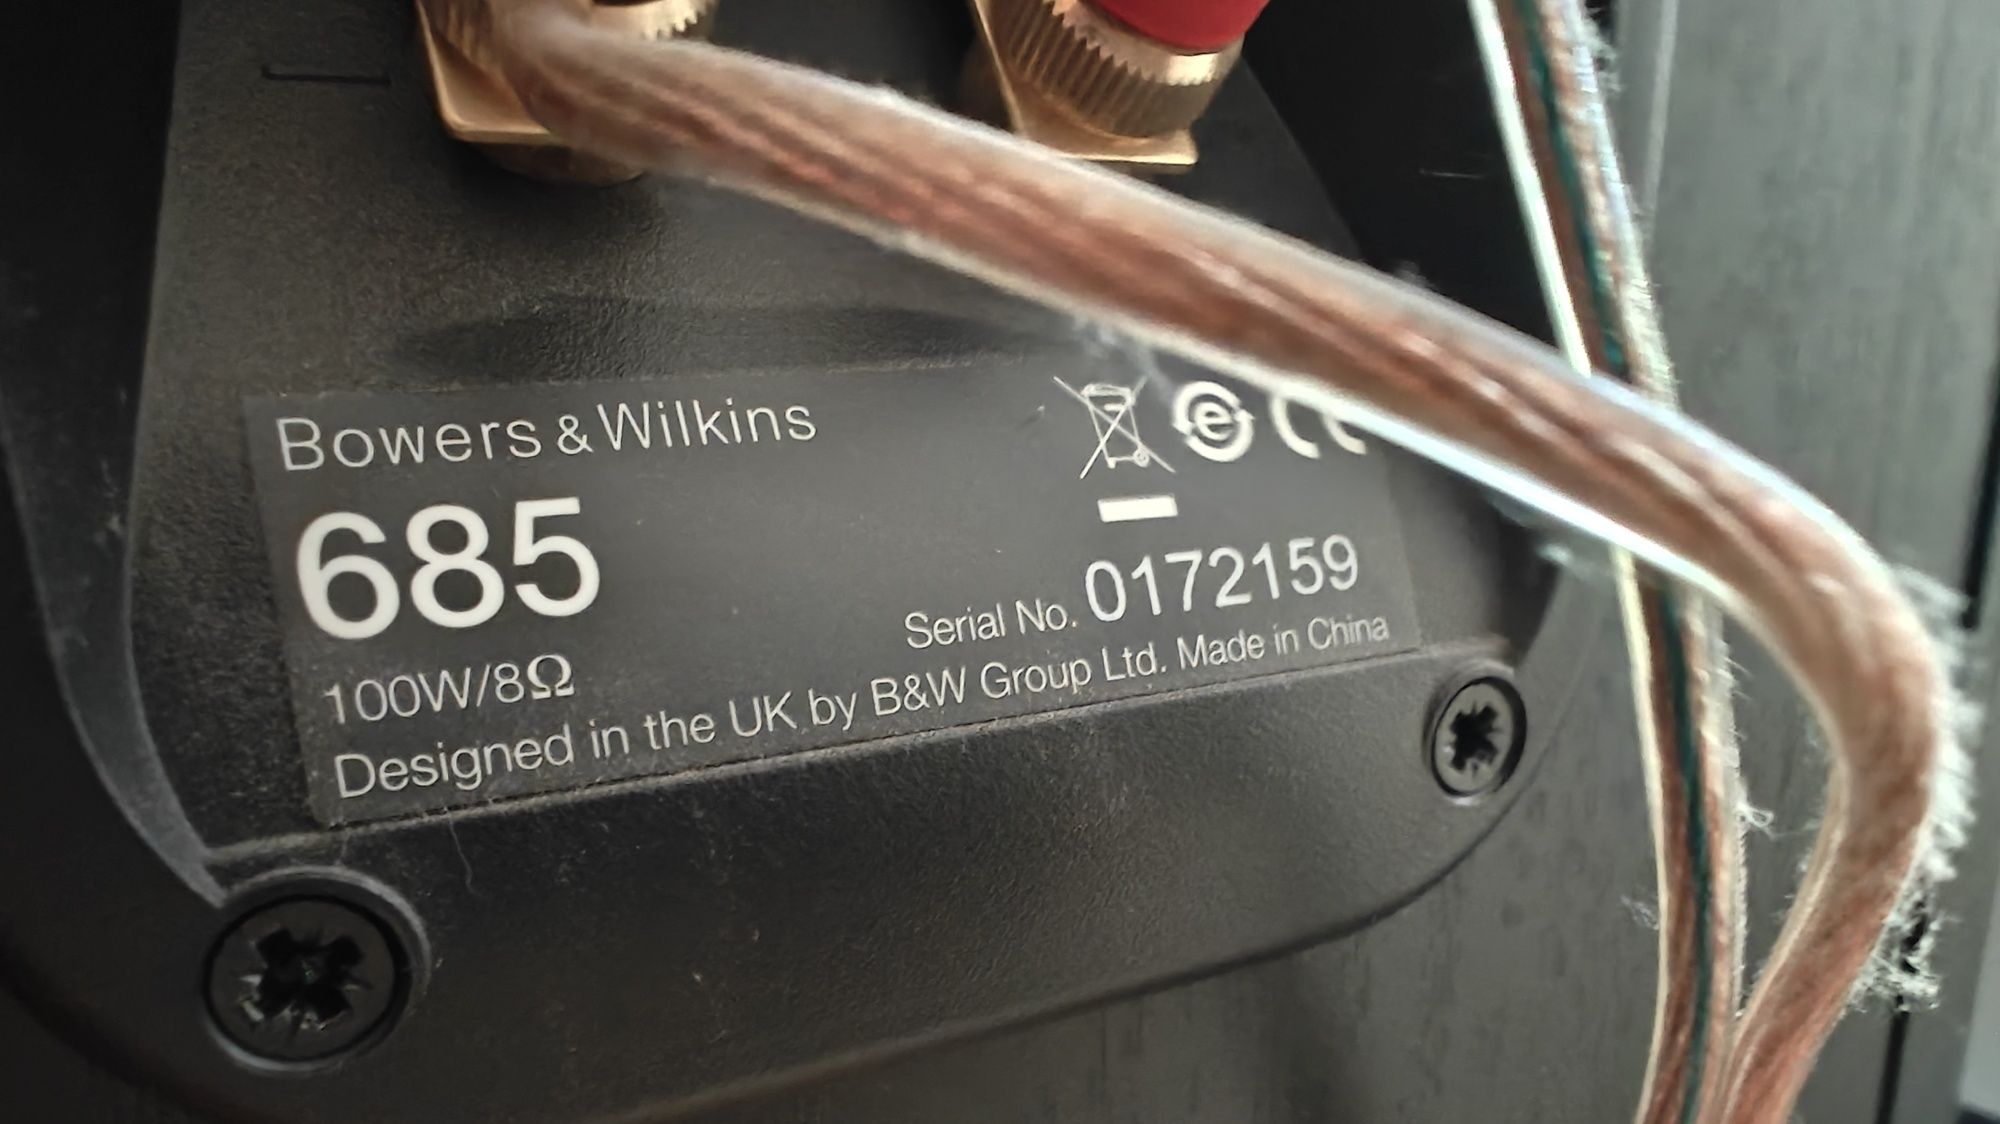 Bowers & Wilkins
685
100W/8Ω
Serial No. 0172159
Designed in the UK by B&W Group Ltd. Made in China